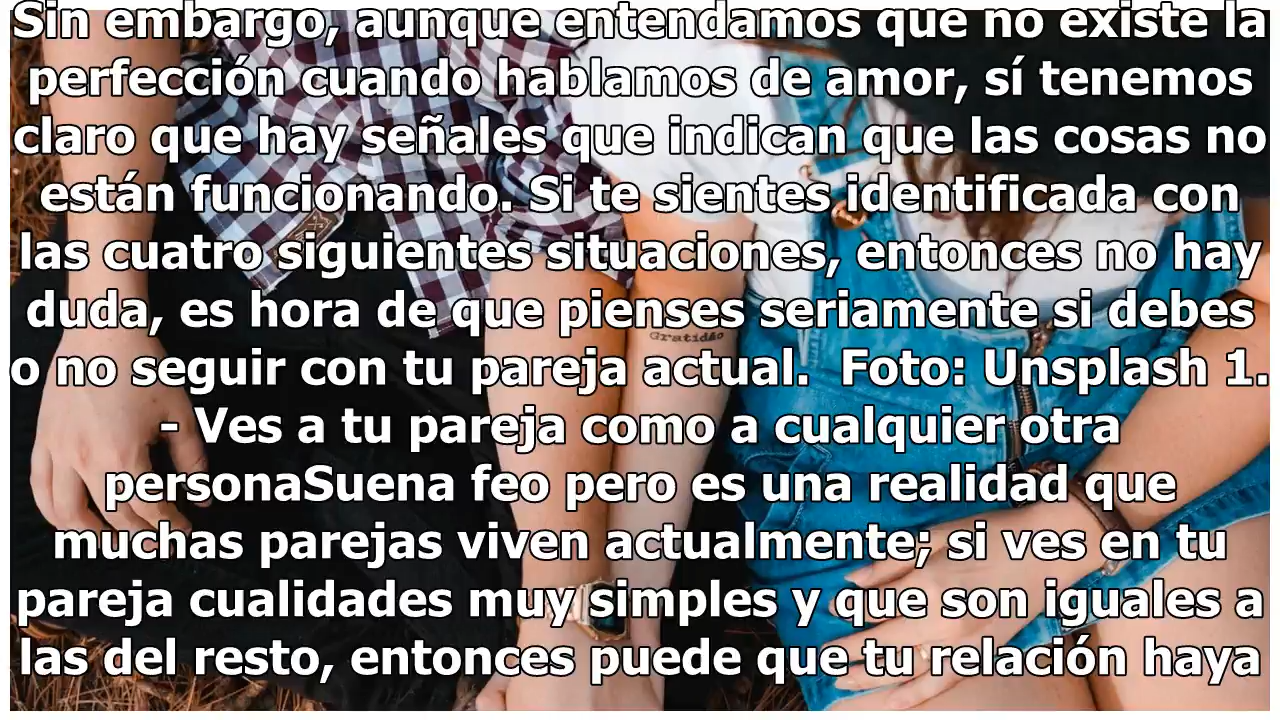 Sin embargo, aunque entendamos que no existe la
perfección cuando hablamos de amor, sí tenemos
claro que hay señales que indican que las cosas no
están funcionando. Si te sientes identificada con
las cuatro siguientes situaciones, entonces no hay
duda, es hora de que pienses seriamente si debes
Gratidão
o no seguir con tu pareja actual.  Foto: Unsplash 1.
- Ves a tu pareja como a cualquier otra
personaSuena feo pero es una realidad que
muchas parejas viven actualmente; si ves en tu
pareja cualidades muy simples y que son iguales a
las del resto, entonces puede que tu relación haya